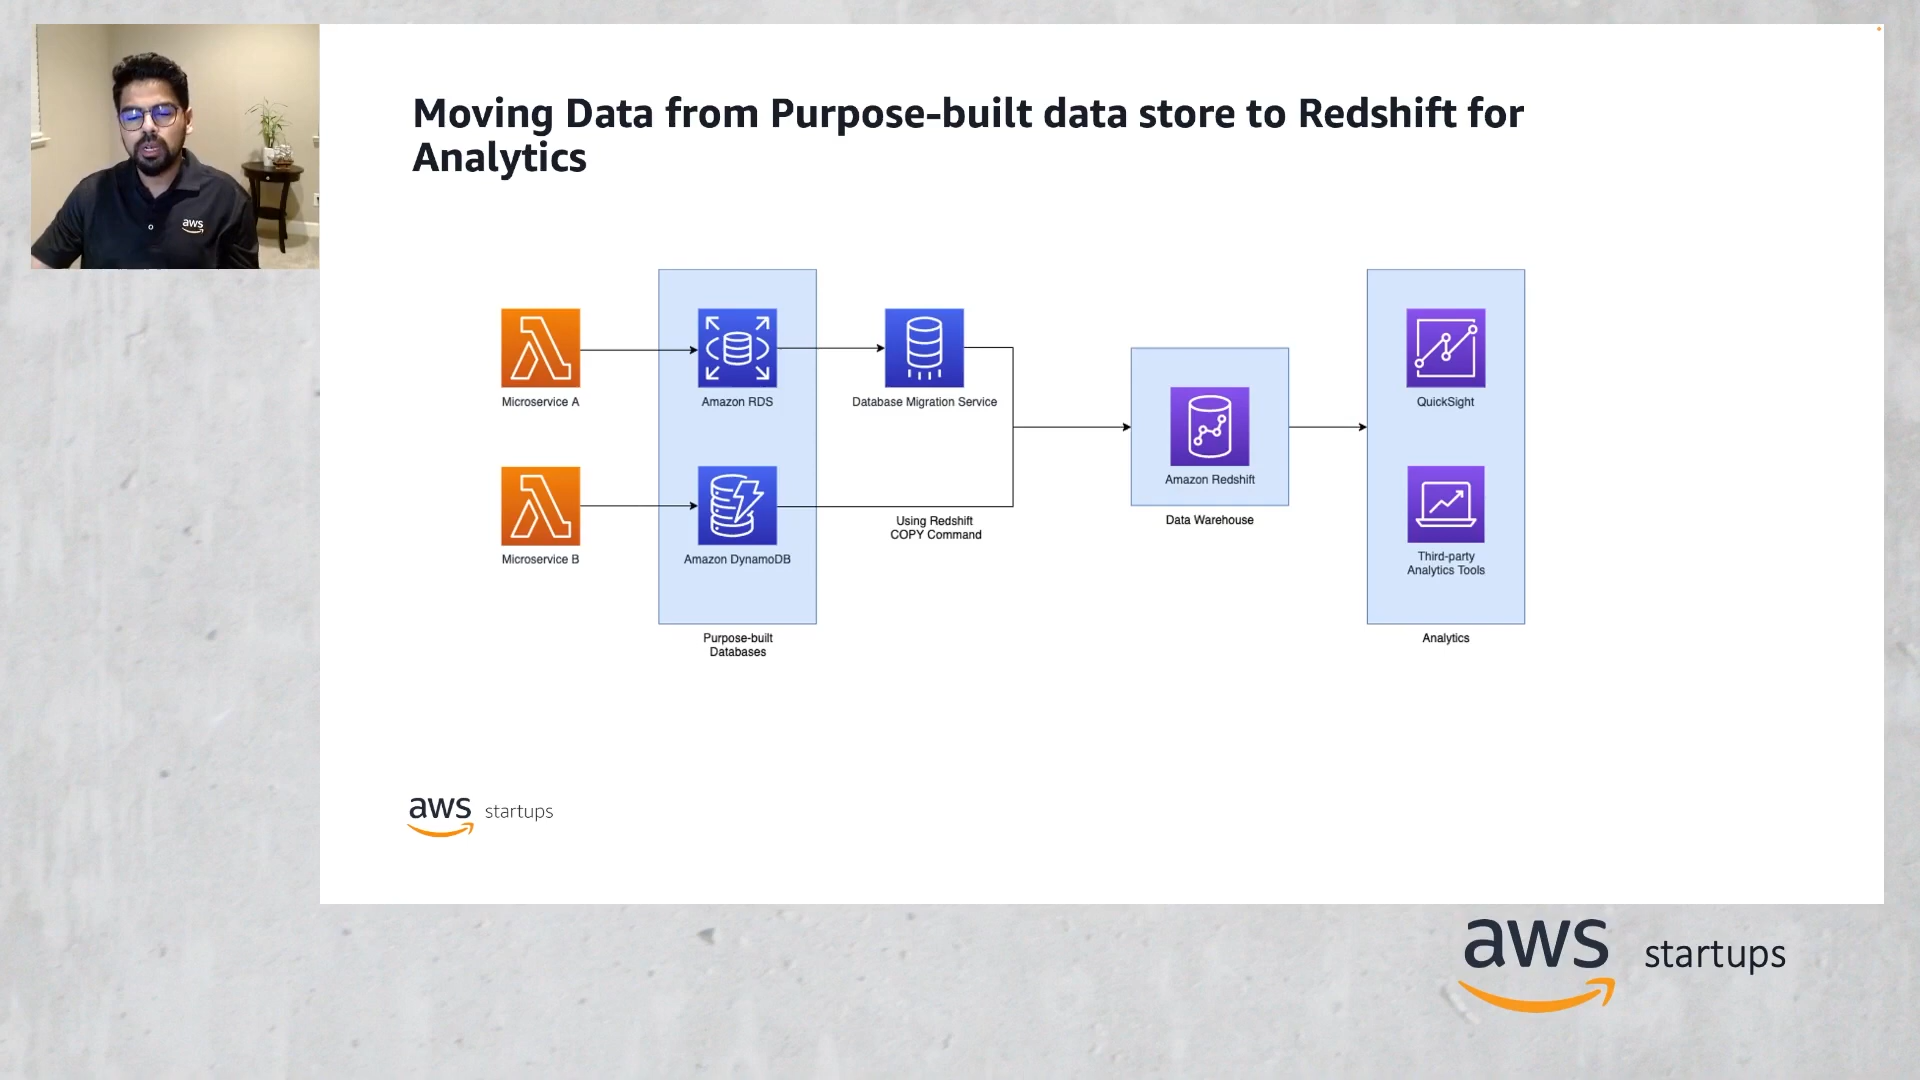 aws
Moving Data from Purpose-built data store to Redshift for
Analytics
Microservice A
Amazon RDS
Database Migration Service
QuickSight
Amazon Redshift
Data Warehouse
Using Redshift
COPY Command
Microservice B
Amazon DynamoDB
Third-party
Analytics Tools
Purpose-built
Databases
Analytics
aws startups
aws startups